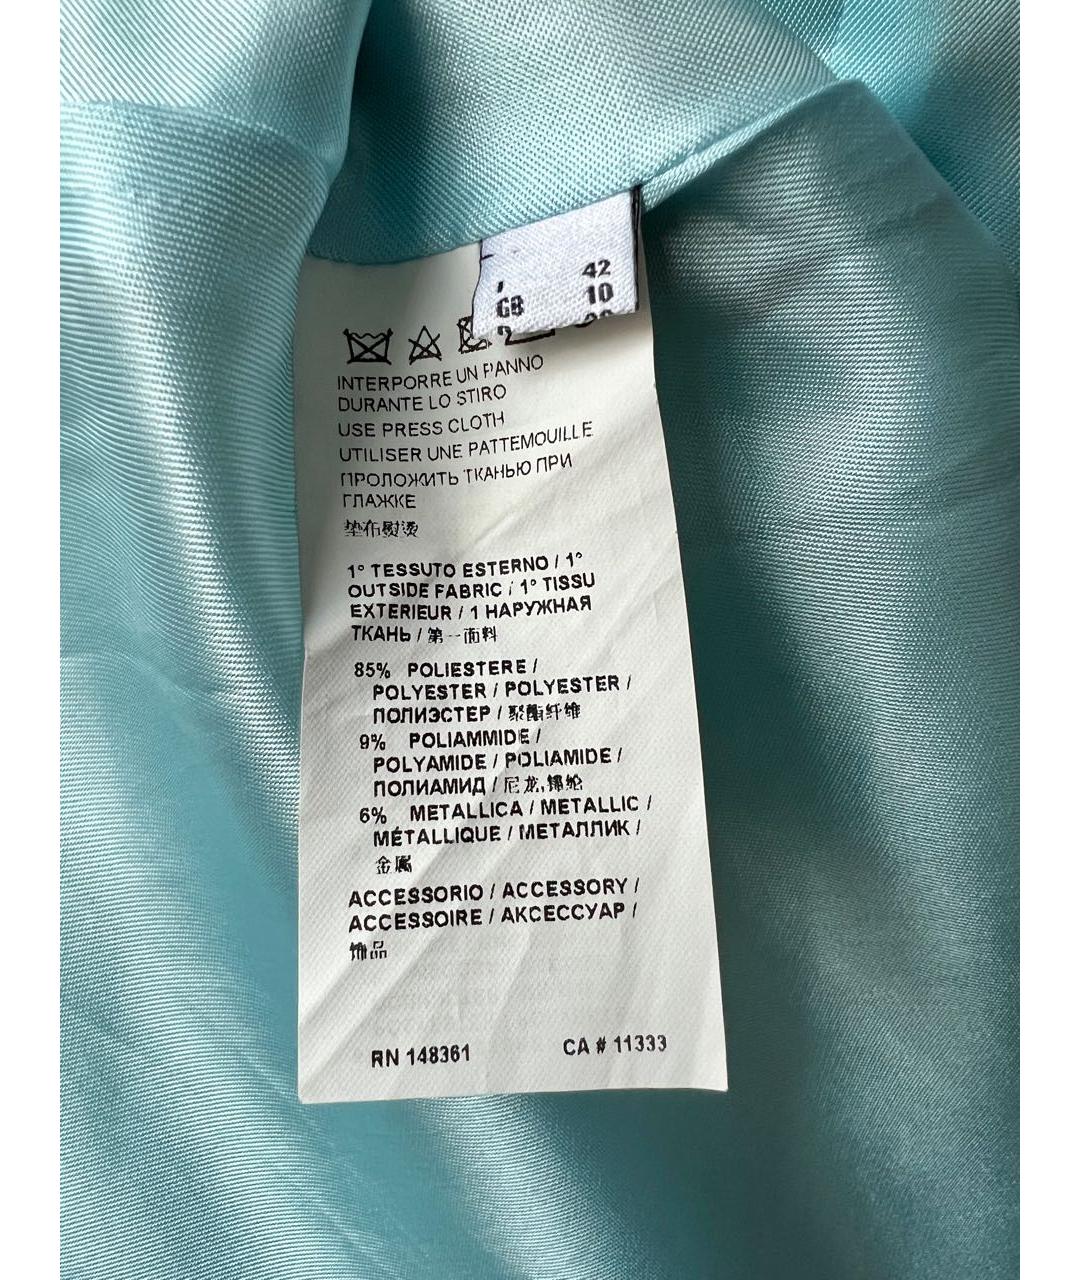 42
GB 10
INTERPORRE UN PANNO
DURANTE LO STIRO
USE PRESS CLOTH
UTILISER UNE PATTEMOUILLE
ПРОЛОЖИТЬ ТКАНЬЮ ПРИ
ГЛАЖКЕ
垫布熨烫
1° TESSUTO ESTERNO / 1°
OUTSIDE FABRIC / 1° TISSU
EXTERIEUR / 1 НАРУЖНАЯ
ТКАНЬ / 第一面料
85% POLIESTERE /
POLYESTER / POLYESTER /
ПОЛИЭСТЕР / 聚酯纤维
9% POLIAMMIDE /
POLYAMIDE / POLIAMIDE /
ПОЛИАМИД / 尼龙,锦纶
6% METALLICA / METALLIC /
MÉTALLIQUE / МЕТАЛЛИК /
金属
ACCESSORIO / ACCESSORY /
ACCESSOIRE / АКСЕССУАР /
饰品
RN 148361 CA # 11333